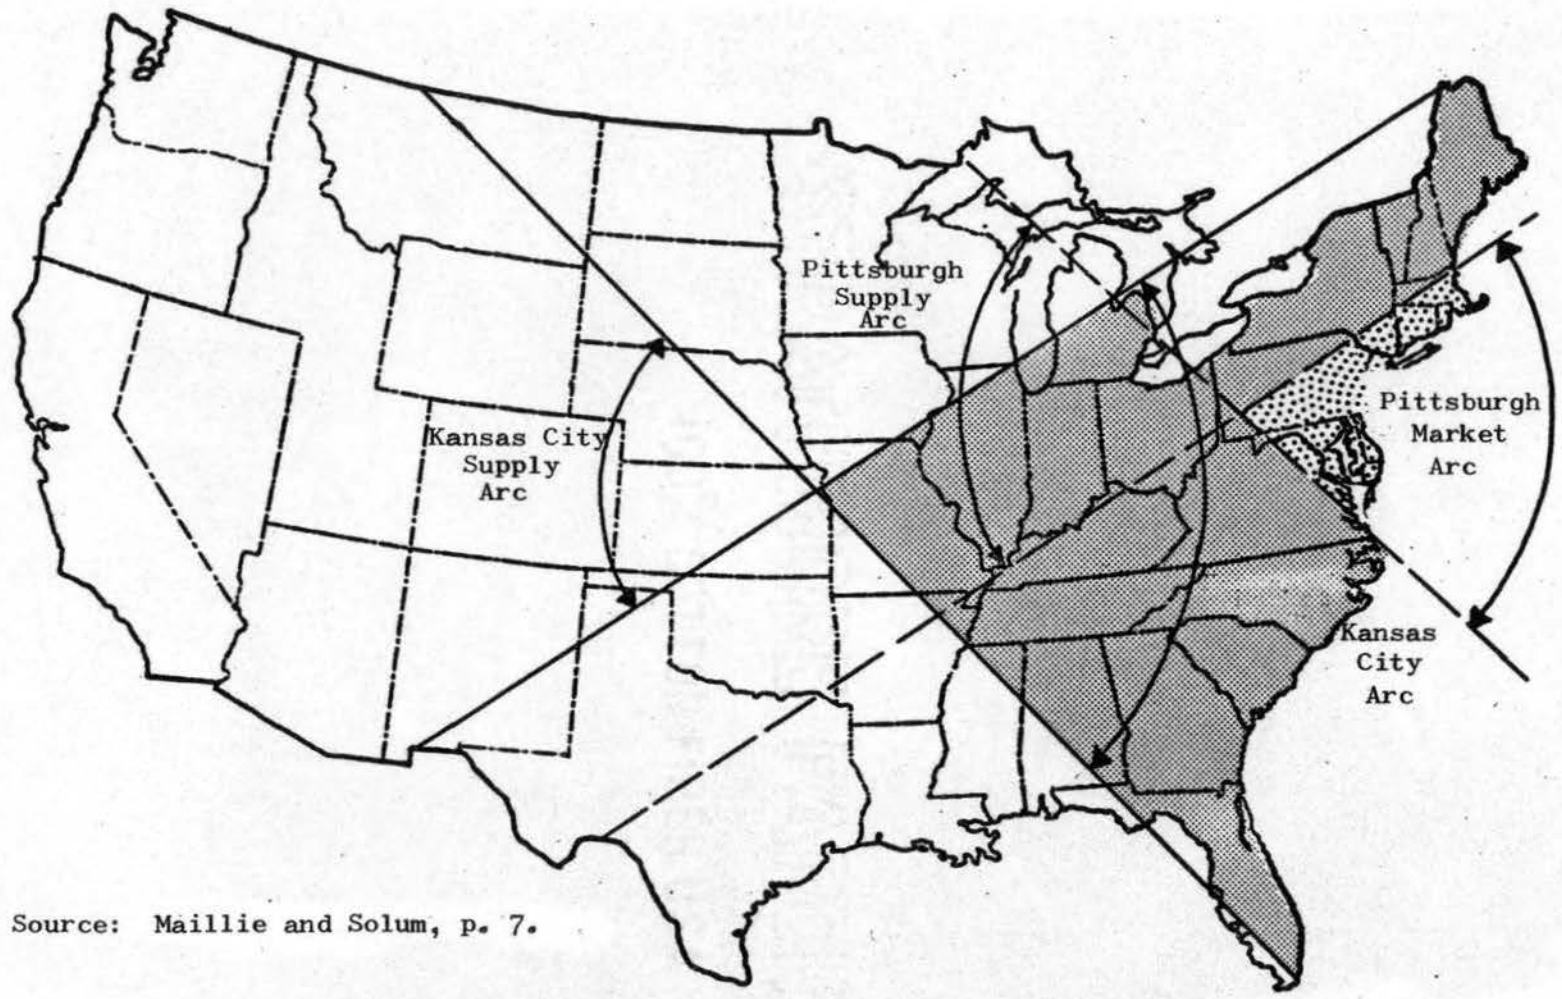 Pittsburgh
Supply
Arc
Kansas City
Supply
Arc
Pittsburgh
Market
Arc
Kansas
City
Arc
Source: Maillie and Solum, p. 7.